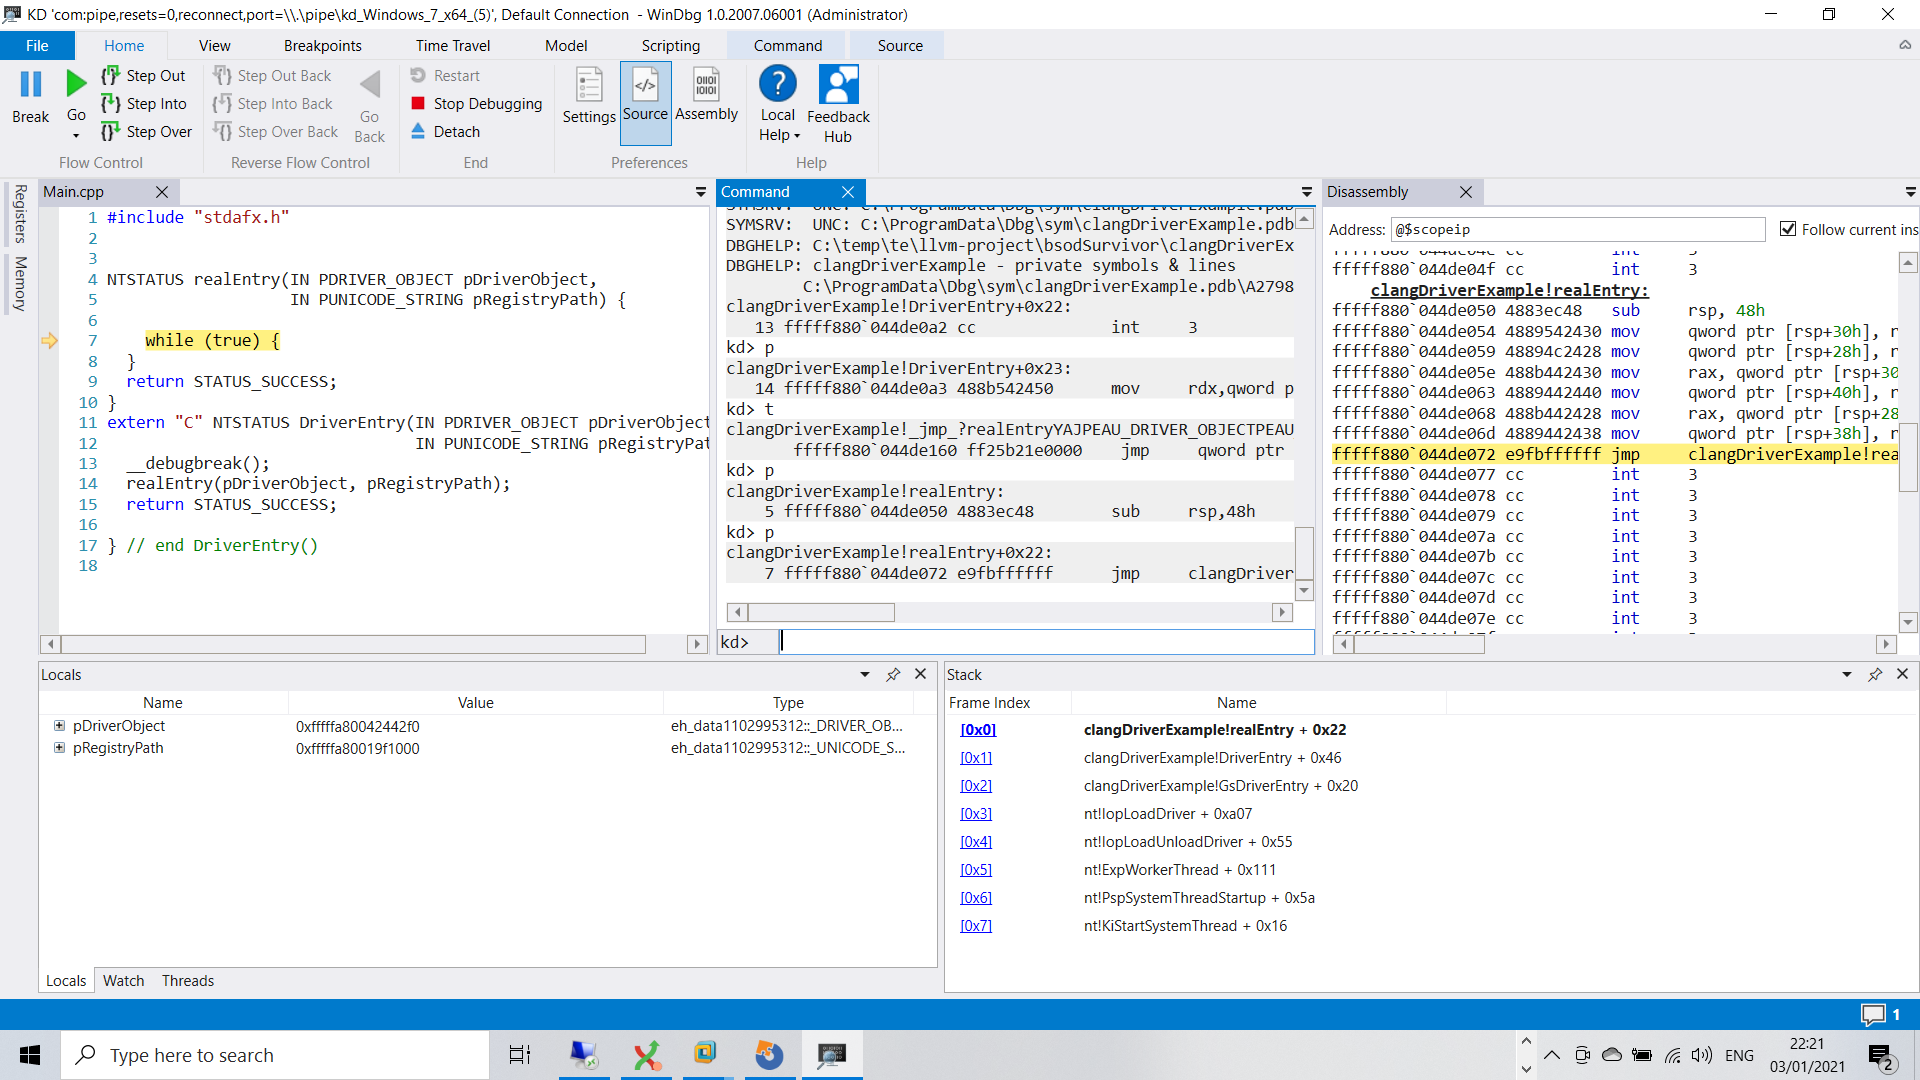 KD 'com:pipe,resets=0,reconnect,port=\\.\pipe\kd_Windows_7_x64_(5)', Default Connection - WinDbg 1.0.2007.06001 (Administrator)
File Home View Breakpoints Time Travel Model Scripting Command Source
Break
Go
Step Out
Step Into
Step Over
Flow Control
Step Out Back
Step Into Back
Step Over Back
Go Back
Reverse Flow Control
Restart
Stop Debugging
Detach
End
Settings
Source
Assembly
Preferences
Local Help
Feedback Hub
Help
Registers
Memory
Main.cpp
1 #include "stdafx.h"
2
3
4 NTSTATUS realEntry(IN PDRIVER_OBJECT pDriverObject,
5 IN PUNICODE_STRING pRegistryPath) {
6
7 while (true) {
8 }
9 return STATUS_SUCCESS;
10 }
11 extern "C" NTSTATUS DriverEntry(IN PDRIVER_OBJECT pDriverObject
12 IN PUNICODE_STRING pRegistryPat
13 __debugbreak();
14 realEntry(pDriverObject, pRegistryPath);
15 return STATUS_SUCCESS;
16
17 } // end DriverEntry()
18
Command
SYMSRV: UNC: C:\ProgramData\Dbg\sym\clangDriverExample.pdb
SYMSRV: UNC: C:\ProgramData\Dbg\sym\clangDriverExample.pdb
DBGHELP: C:\temp\te\llvm-project\bsodSurvivor\clangDriverEx
DBGHELP: clangDriverExample - private symbols & lines
C:\ProgramData\Dbg\sym\clangDriverExample.pdb\A2798
clangDriverExample!DriverEntry+0x22:
13 fffff880`044de0a2 cc int 3
kd> p
clangDriverExample!DriverEntry+0x23:
14 fffff880`044de0a3 488b542450 mov rdx,qword p
kd> t
clangDriverExample!_jmp_?realEntryYAJPEAU_DRIVER_OBJECTPEAU
fffff880`044de160 ff25b21e0000 jmp qword ptr
kd> p
clangDriverExample!realEntry:
5 fffff880`044de050 4883ec48 sub rsp,48h
kd> p
clangDriverExample!realEntry+0x22:
7 fffff880`044de072 e9fbffffff jmp clangDriver
kd>
Disassembly
Address: @$scopeip Follow current ins
fffff880`044de04e cc int 3
fffff880`044de04f cc int 3
clangDriverExample!realEntry:
fffff880`044de050 4883ec48 sub rsp, 48h
fffff880`044de054 4889542430 mov qword ptr [rsp+30h], r
fffff880`044de059 48894c2428 mov qword ptr [rsp+28h], r
fffff880`044de05e 488b442430 mov rax, qword ptr [rsp+30
fffff880`044de063 4889442440 mov qword ptr [rsp+40h], r
fffff880`044de068 488b442428 mov rax, qword ptr [rsp+28
fffff880`044de06d 4889442438 mov qword ptr [rsp+38h], r
fffff880`044de072 e9fbffffff jmp clangDriverExample!rea
fffff880`044de077 cc int 3
fffff880`044de078 cc int 3
fffff880`044de079 cc int 3
fffff880`044de07a cc int 3
fffff880`044de07b cc int 3
fffff880`044de07c cc int 3
fffff880`044de07d cc int 3
fffff880`044de07e cc int 3
Locals
Name Value Type
pDriverObject 0xfffffa80042442f0 eh_data1102995312::_DRIVER_OB...
pRegistryPath 0xfffffa80019f1000 eh_data1102995312::_UNICODE_S...
Locals Watch Threads
Stack
Frame Index Name
[0x0] clangDriverExample!realEntry + 0x22
[0x1] clangDriverExample!DriverEntry + 0x46
[0x2] clangDriverExample!GsDriverEntry + 0x20
[0x3] nt!IopLoadDriver + 0xa07
[0x4] nt!IopLoadUnloadDriver + 0x55
[0x5] nt!ExpWorkerThread + 0x111
[0x6] nt!PspSystemThreadStartup + 0x5a
[0x7] nt!KiStartSystemThread + 0x16
1
Type here to search
ENG
22:21
03/01/2021
2